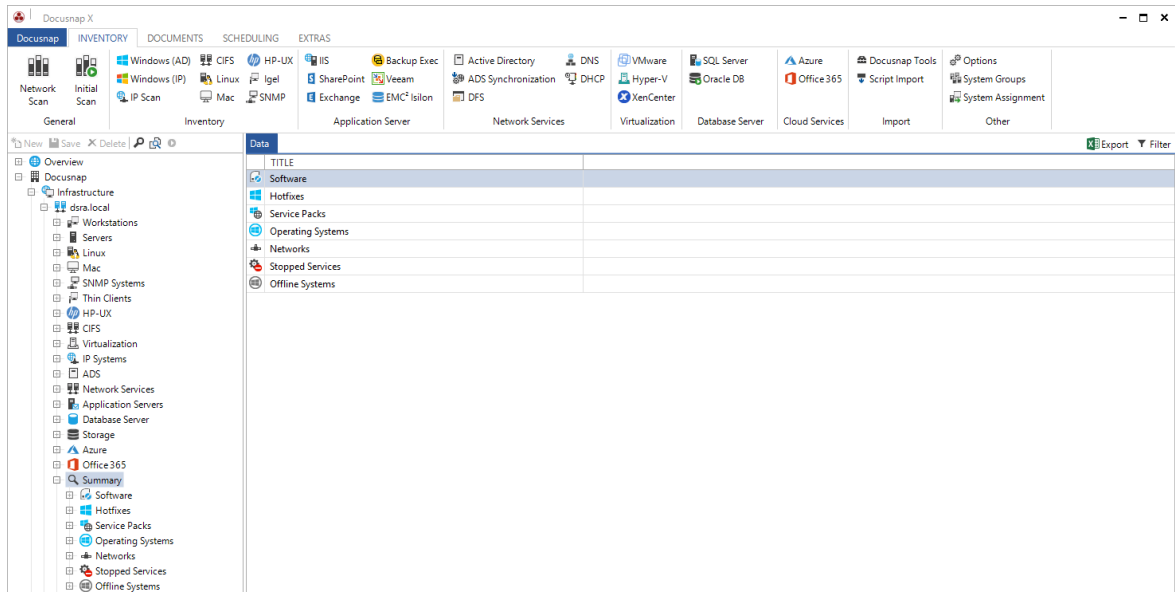 Docusnap X
Docusnap INVENTORY DOCUMENTS SCHEDULING EXTRAS
Windows (AD) CIFS HP-UX IIS Backup Exec Active Directory DNS VMware SQL Server Azure Docusnap Tools Options
Windows (IP) Linux Igel SharePoint Veeam ADS Synchronization DHCP Hyper-V Oracle DB Office 365 Script Import System Groups
Network Scan Initial Scan IP Scan Mac SNMP Exchange EMC² Isilon DFS XenCenter System Assignment
General Inventory Application Server Network Services Virtualization Database Server Cloud Services Import Other
New Save Delete Data Export Filter
Overview
Docusnap
Infrastructure
dsra.local
Workstations
Servers
Linux
Mac
SNMP Systems
Thin Clients
HP-UX
CIFS
Virtualization
IP Systems
ADS
Network Services
Application Servers
Database Server
Storage
Azure
Office 365
Summary
Software
Hotfixes
Service Packs
Operating Systems
Networks
Stopped Services
Offline Systems
TITLE
Software
Hotfixes
Service Packs
Operating Systems
Networks
Stopped Services
Offline Systems